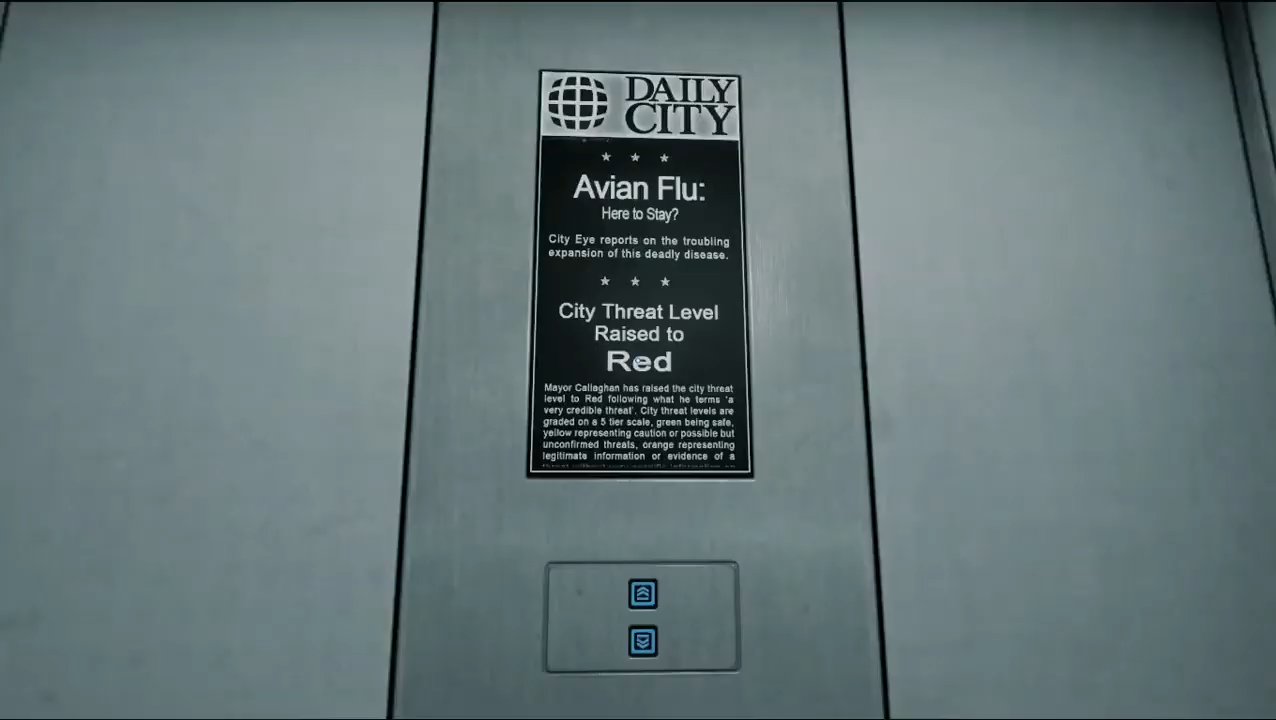 DAILY
CITY
Avian Flu:
Here to Stay?
City Eye reports on the troubling
expansion of this deadly disease.
City Threat Level
Raised to
Red
Mayor Callaghan has raised the city threat
level to Red following what he terms 'a
very credible threat'. City threat levels are
graded on a 5 tier scale, green being safe,
yellow representing caution or possible but
unconfirmed threats, orange representing
legitimate information or evidence of a